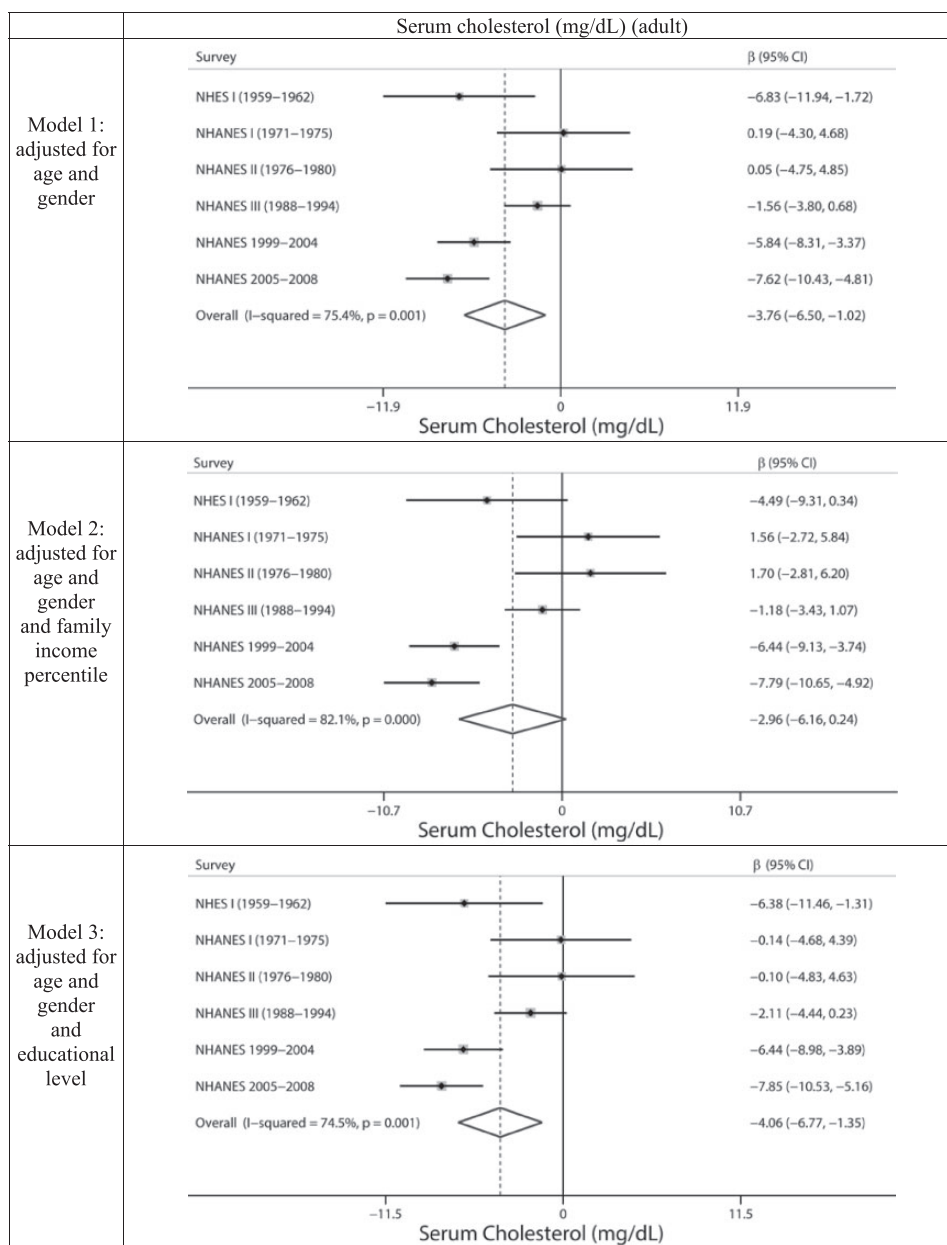 Serum cholesterol (mg/dL) (adult)
Model 1:
adjusted for
age and
gender
Survey β (95% CI)
NHES I (1959–1962) −6.83 (−11.94, −1.72)
NHANES I (1971–1975) 0.19 (−4.30, 4.68)
NHANES II (1976–1980) 0.05 (−4.75, 4.85)
NHANES III (1988–1994) −1.56 (−3.80, 0.68)
NHANES 1999–2004 −5.84 (−8.31, −3.37)
NHANES 2005–2008 −7.62 (−10.43, −4.81)
Overall (I−squared = 75.4%, p = 0.001) −3.76 (−6.50, −1.02)
−11.9 0 11.9
Serum Cholesterol (mg/dL)
Model 2:
adjusted for
age and
gender
and family
income
percentile
Survey β (95% CI)
NHES I (1959–1962) −4.49 (−9.31, 0.34)
NHANES I (1971–1975) 1.56 (−2.72, 5.84)
NHANES II (1976–1980) 1.70 (−2.81, 6.20)
NHANES III (1988–1994) −1.18 (−3.43, 1.07)
NHANES 1999–2004 −6.44 (−9.13, −3.74)
NHANES 2005–2008 −7.79 (−10.65, −4.92)
Overall (I−squared = 82.1%, p = 0.000) −2.96 (−6.16, 0.24)
−10.7 0 10.7
Serum Cholesterol (mg/dL)
Model 3:
adjusted for
age and
gender
and
educational
level
Survey β (95% CI)
NHES I (1959–1962) −6.38 (−11.46, −1.31)
NHANES I (1971–1975) −0.14 (−4.68, 4.39)
NHANES II (1976–1980) −0.10 (−4.83, 4.63)
NHANES III (1988–1994) −2.11 (−4.44, 0.23)
NHANES 1999–2004 −6.44 (−8.98, −3.89)
NHANES 2005–2008 −7.85 (−10.53, −5.16)
Overall (I−squared = 74.5%, p = 0.001) −4.06 (−6.77, −1.35)
−11.5 0 11.5
Serum Cholesterol (mg/dL)